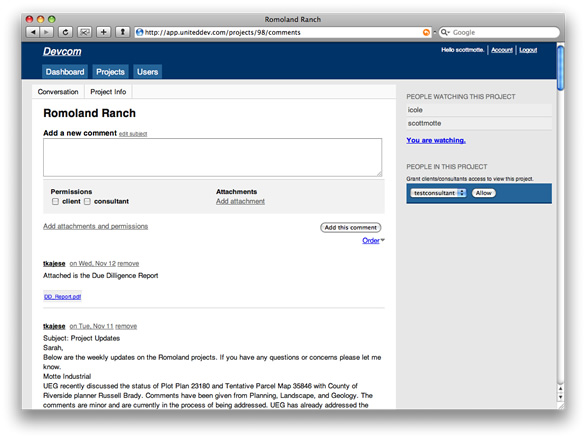 Romoland Ranch
http://app.uniteddev.com/projects/98/comments
Google
Devcom
Hello scottmotte. Account Logout
Dashboard Projects Users
Conversation Project Info
Romoland Ranch
Add a new comment edit subject
Permissions
client consultant
Attachments
Add attachment
Add attachments and permissions
Add this comment
Order
tkajese on Wed, Nov 12 remove
Attached is the Due Dilligence Report
DD_Report.pdf
tkajese on Tue, Nov 11 remove
Subject: Project Updates
Sarah,
Below are the weekly updates on the Romoland projects. If you have any questions or concerns please let me
know.
Motte Industrial
UEG recently discussed the status of Plot Plan 23180 and Tentative Parcel Map 35846 with County of
Riverside planner Russell Brady. Comments have been given from Planning, Landscape, and Geology. The
comments are minor and are currently in the process of being addressed. UEG has already addressed the
PEOPLE WATCHING THIS PROJECT
icole
scottmotte
You are watching.
PEOPLE IN THIS PROJECT
Grant clients/consultants access to view this project.
testconsultant Allow